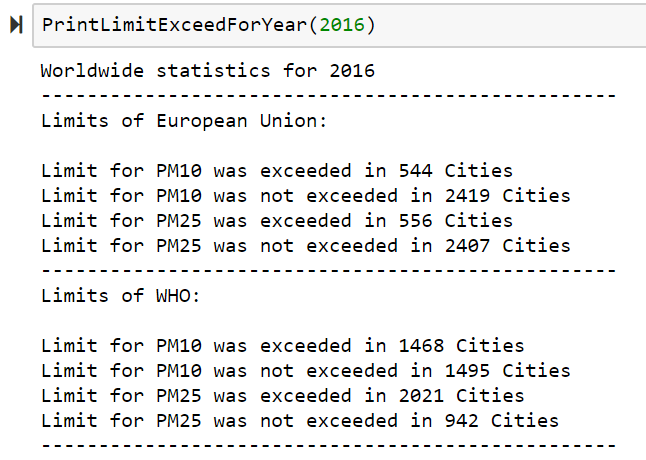 PrintLimitExceedForYear(2016)
Worldwide statistics for 2016
--------------------------------------------------
Limits of European Union:
Limit for PM10 was exceeded in 544 Cities
Limit for PM10 was not exceeded in 2419 Cities
Limit for PM25 was exceeded in 556 Cities
Limit for PM25 was not exceeded in 2407 Cities
--------------------------------------------------
Limits of WHO:
Limit for PM10 was exceeded in 1468 Cities
Limit for PM10 was not exceeded in 1495 Cities
Limit for PM25 was exceeded in 2021 Cities
Limit for PM25 was not exceeded in 942 Cities
--------------------------------------------------